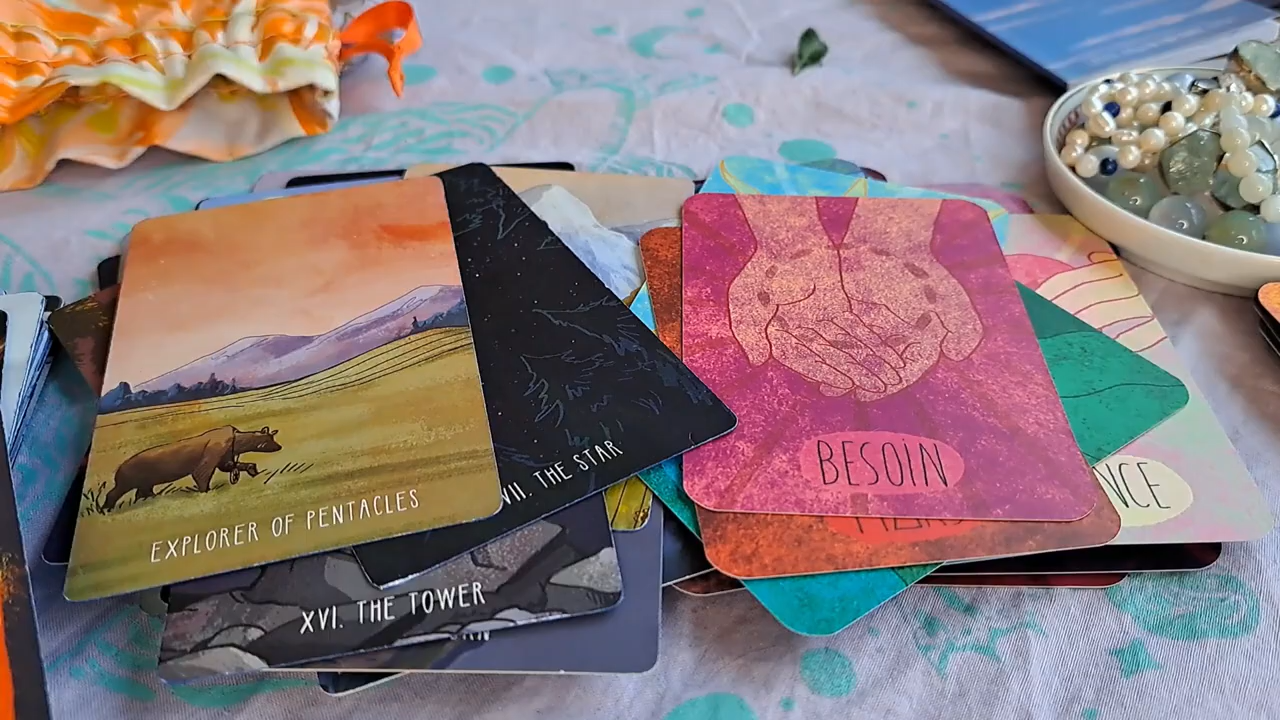 EXPLORER OF PENTACLES
VII. THE STAR
XVI. THE TOWER
BESOIN
NCE